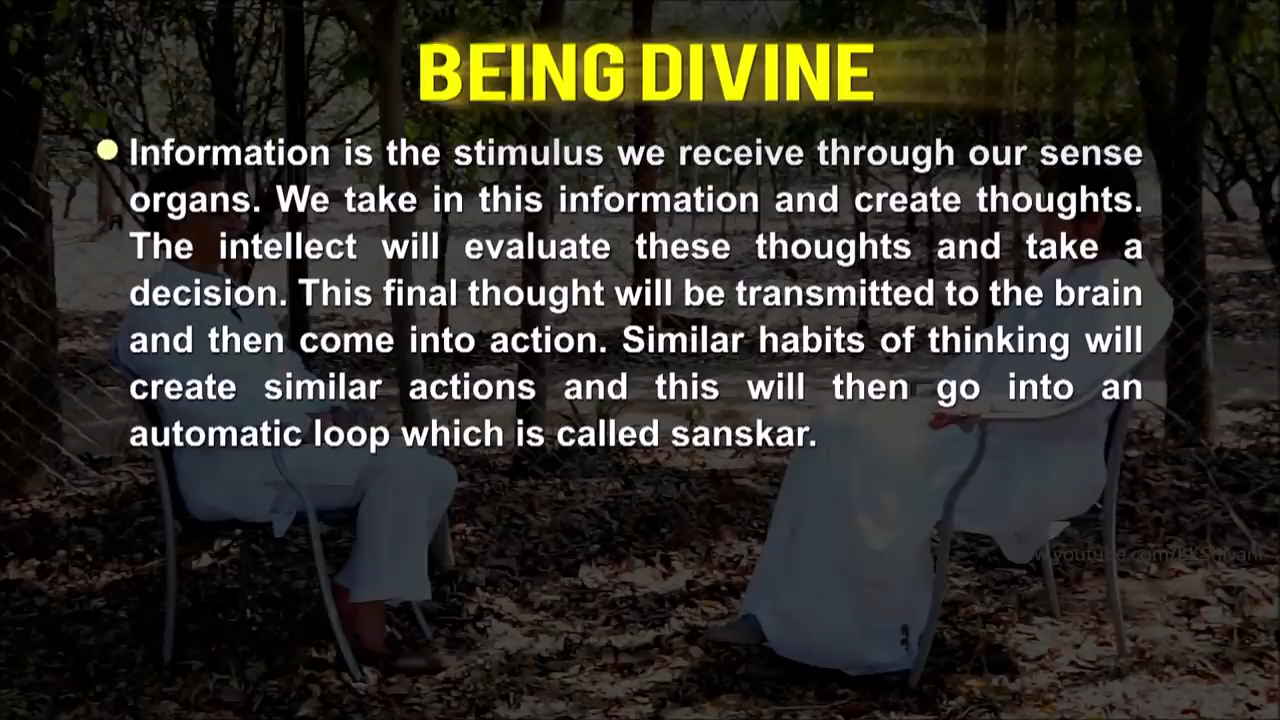 BEING DIVINE
Information is the stimulus we receive through our sense
organs. We take in this information and create thoughts.
The intellect will evaluate these thoughts and take a
decision. This final thought will be transmitted to the brain
and then come into action. Similar habits of thinking will
create similar actions and this will then go into an
automatic loop which is called sanskar.
w.youtube.com/BKShivani